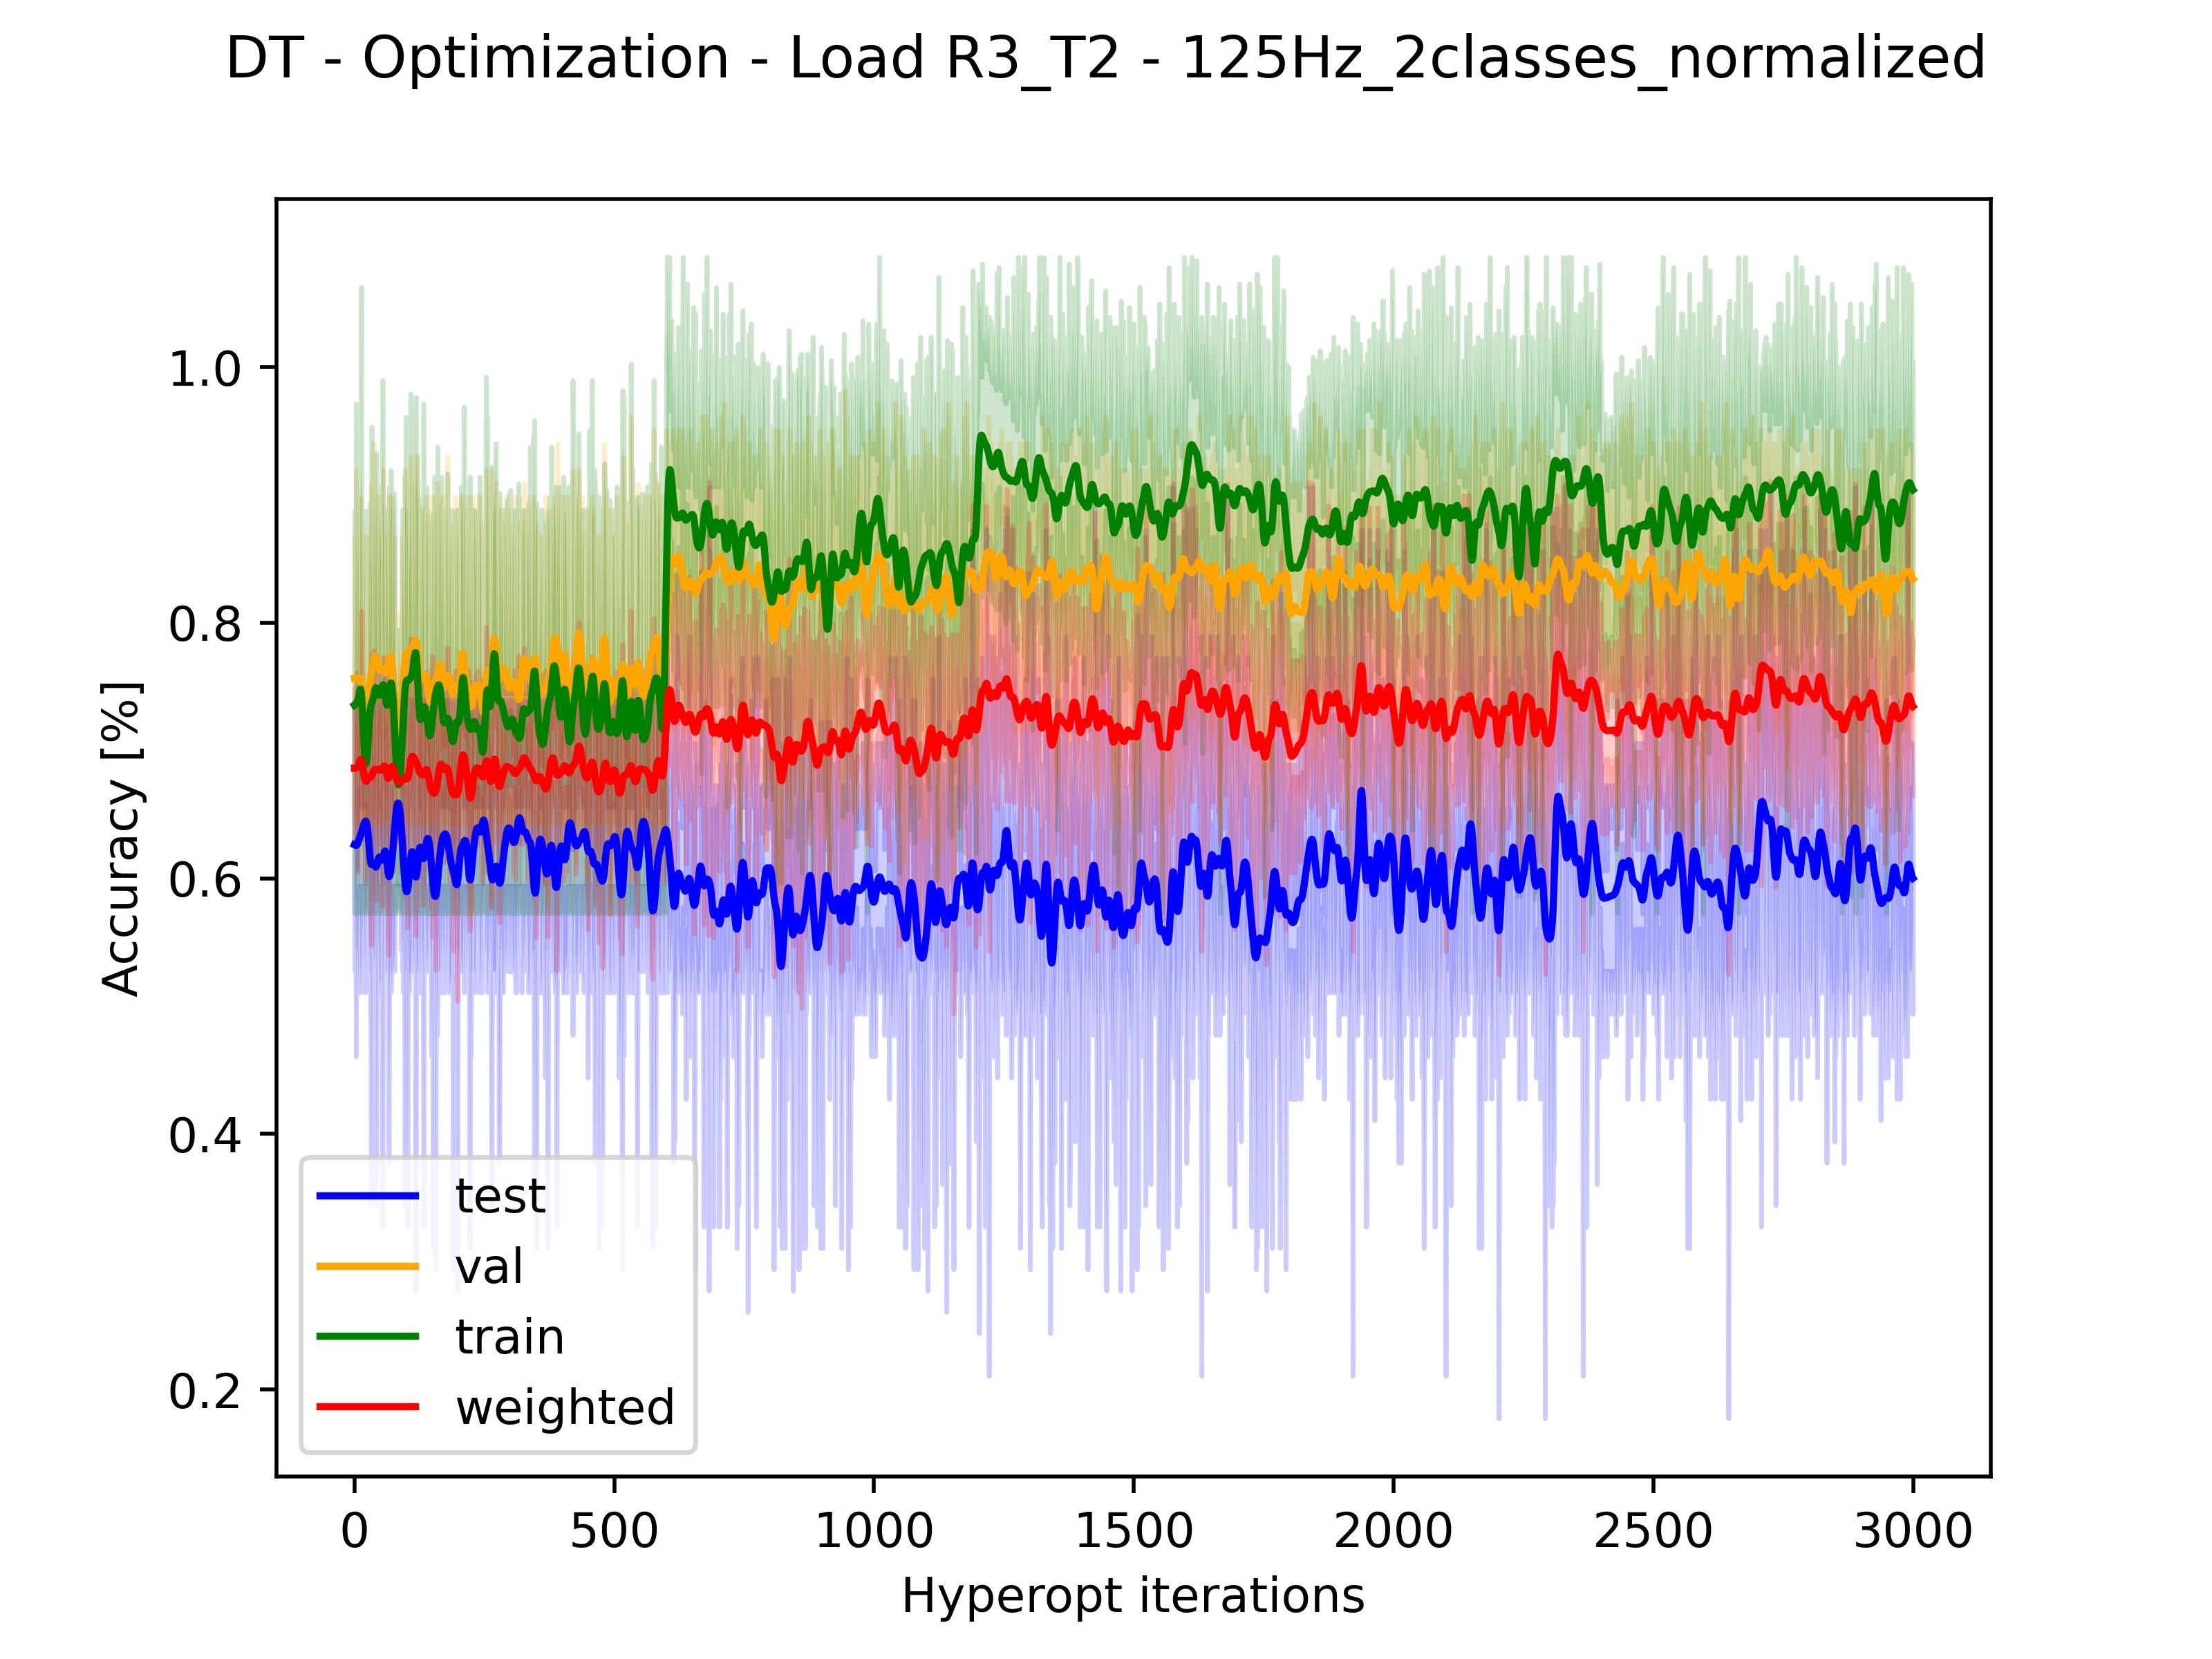 DT - Optimization - Load R3_T2 - 125Hz_2classes_normalized
1.0
0.8
0.6
0.4
0.2
Accuracy [%]
test
val
train
weighted
0 500 1000 1500 2000 2500 3000
Hyperopt iterations